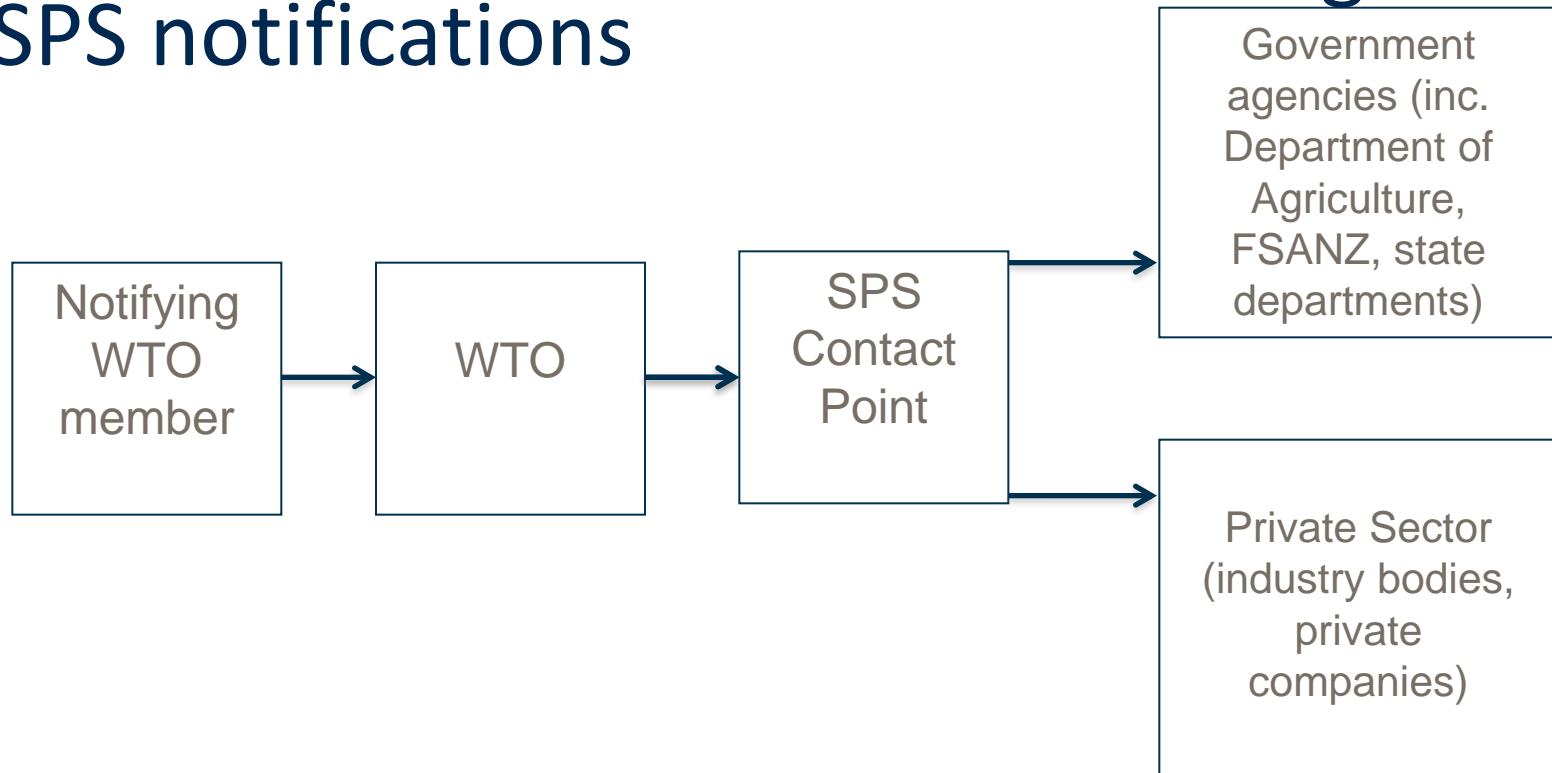 SPS notifications
Government
agencies (inc.
Department of
Agriculture,
FSANZ, state
departments)
Notifying
WTO
member
WTO
SPS
Contact
Point
Private Sector
(industry bodies,
private
companies)